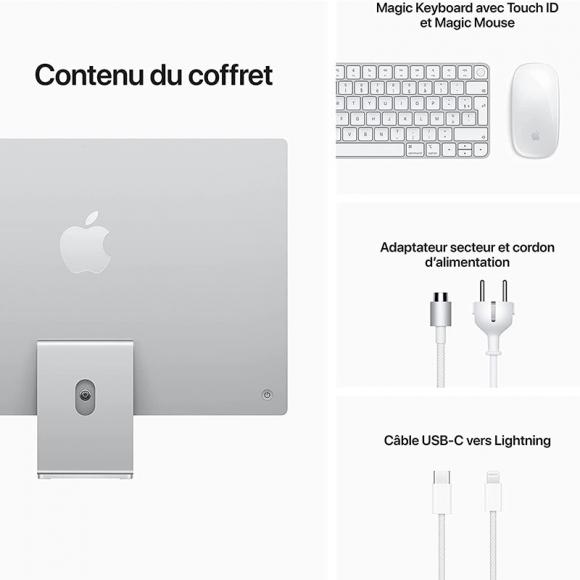 Contenu du coffret
Magic Keyboard avec Touch ID
et Magic Mouse
Adaptateur secteur et cordon
d’alimentation
Câble USB-C vers Lightning